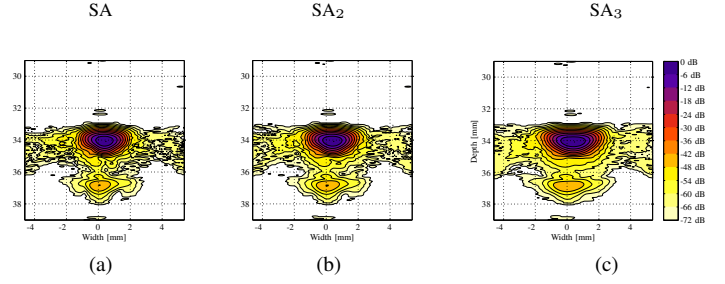 SA SA₂ SA₃
30
32
34
36
38
-4 -2 0 2 4
Width [mm]
30
32
34
36
38
-4 -2 0 2 4
Width [mm]
Depth [mm]
30
32
34
36
38
-4 -2 0 2 4
Width [mm]
0 dB
-6 dB
-12 dB
-18 dB
-24 dB
-30 dB
-36 dB
-42 dB
-48 dB
-54 dB
-60 dB
-66 dB
-72 dB
(a) (b) (c)